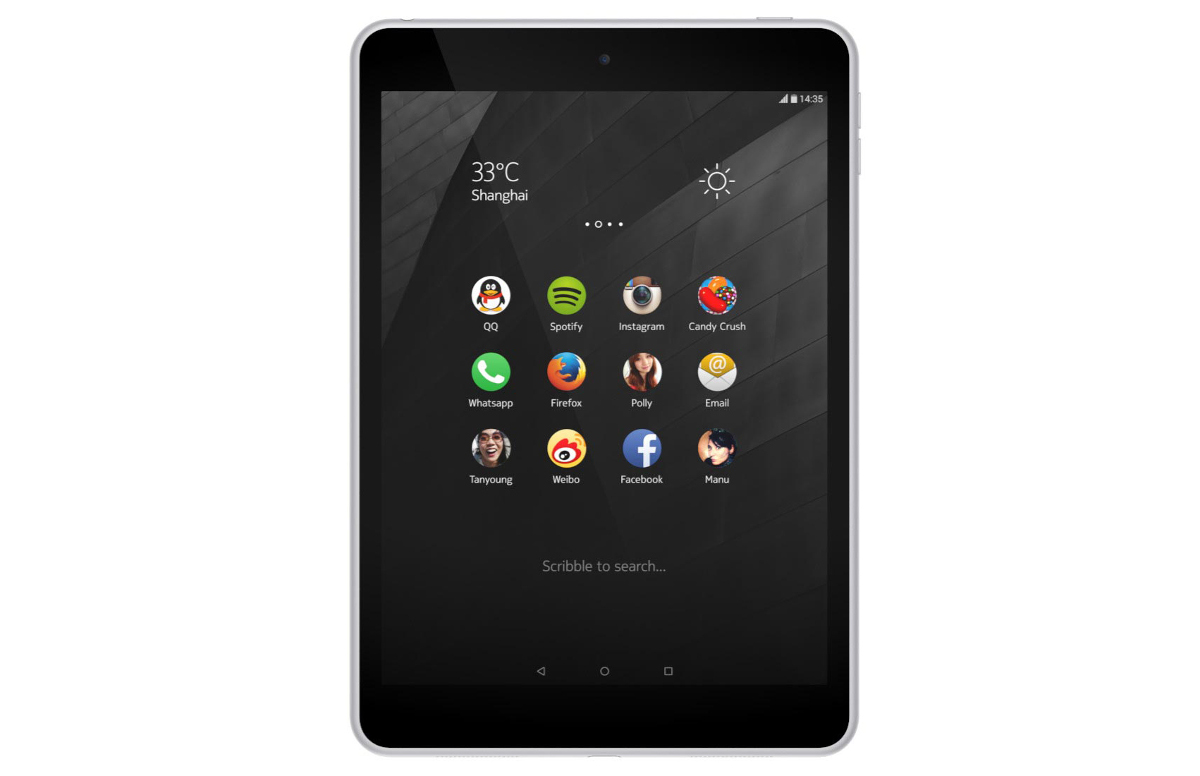 14:35
33°C
Shanghai
QQ
Spotify
Instagram
Candy Crush
Whatsapp
Firefox
Polly
@
Email
Tanyoung
Weibo
f
Facebook
Manu
Scribble to search...